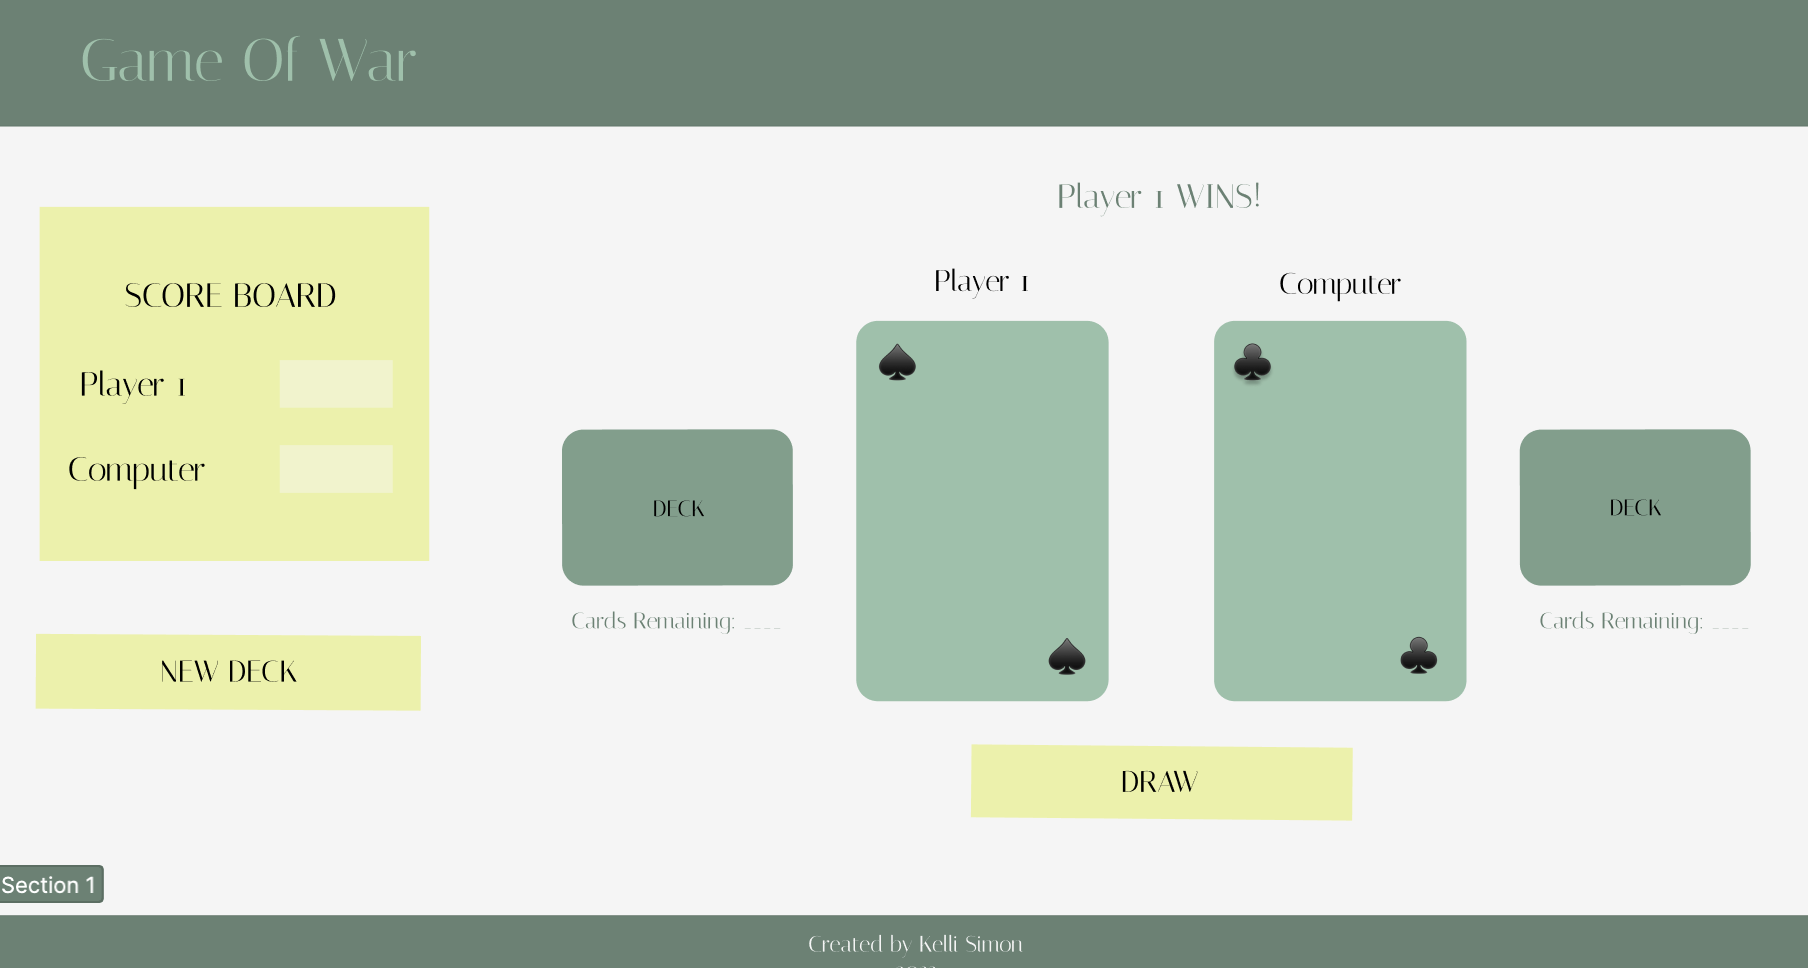 Game Of War
Player 1 WINS!
SCORE BOARD
Player 1
Computer
Player 1
Computer
DECK
DECK
Cards Remaining: ____
Cards Remaining: ____
NEW DECK
DRAW
Section 1
Created by Kelli Simon